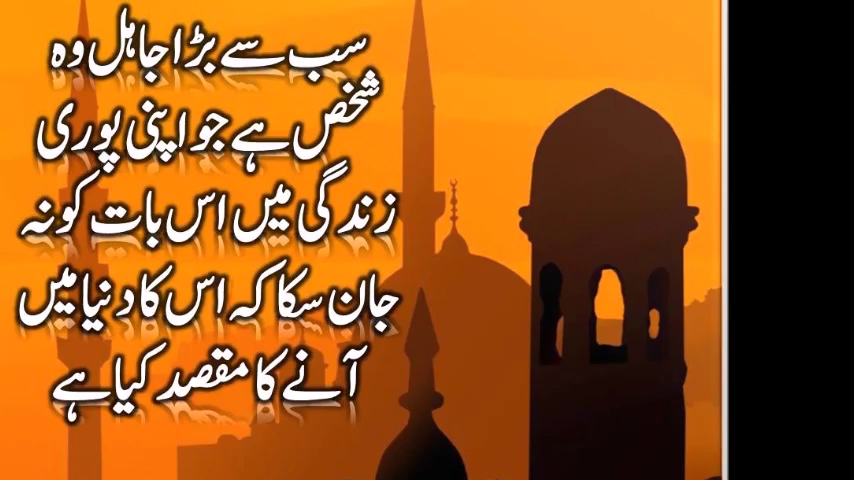 سب سے بڑا جاہل وہ
شخص ہے جو اپنی پوری
زندگی میں اس بات کو نہ
جان سکا کہ اس کا دنیا میں
آنے کا مقصد کیا ہے